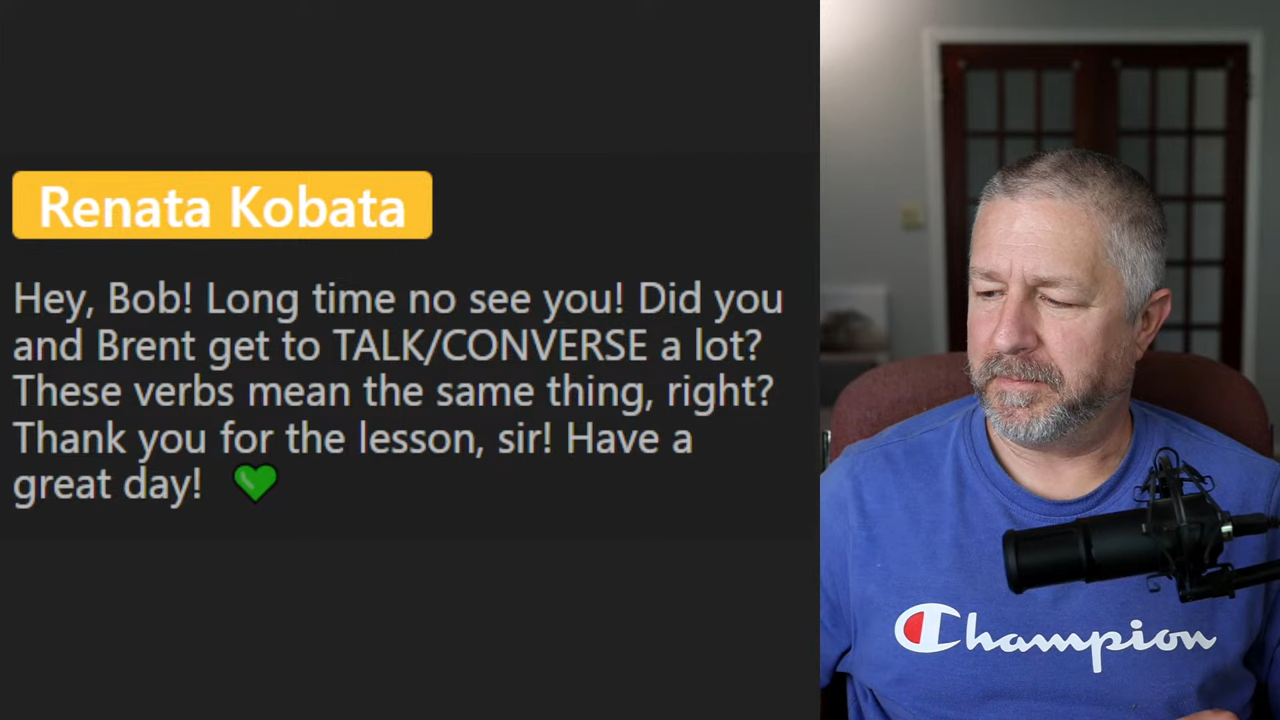 Renata Kobata
Hey, Bob! Long time no see you! Did you
and Brent get to TALK/CONVERSE a lot?
These verbs mean the same thing, right?
Thank you for the lesson, sir! Have a
great day! 💚
Champion